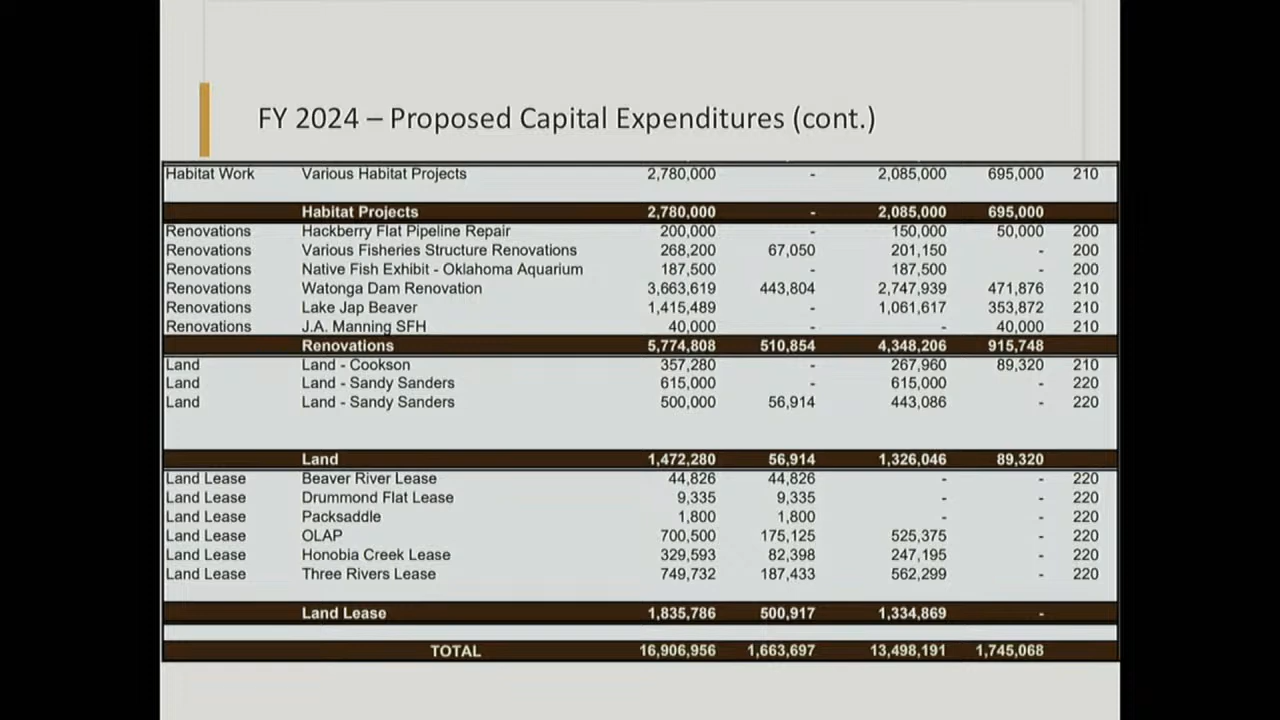 FY 2024 – Proposed Capital Expenditures (cont.)
Habitat Work Various Habitat Projects 2,780,000 - 2,085,000 695,000 210
Habitat Projects 2,780,000 - 2,085,000 695,000
Renovations Hackberry Flat Pipeline Repair 200,000 - 150,000 50,000 200
Renovations Various Fisheries Structure Renovations 268,200 67,050 201,150 - 200
Renovations Native Fish Exhibit - Oklahoma Aquarium 187,500 - 187,500 - 200
Renovations Watonga Dam Renovation 3,663,619 443,804 2,747,939 471,876 210
Renovations Lake Jap Beaver 1,415,489 - 1,061,617 353,872 210
Renovations J.A. Manning SFH 40,000 - - 40,000 210
Renovations 5,774,808 510,854 4,348,206 915,748
Land Land - Cookson 357,280 - 267,960 89,320 210
Land Land - Sandy Sanders 615,000 - 615,000 - 220
Land Land - Sandy Sanders 500,000 56,914 443,086 - 220
Land 1,472,280 56,914 1,326,046 89,320
Land Lease Beaver River Lease 44,826 44,826 - - 220
Land Lease Drummond Flat Lease 9,335 9,335 - - 220
Land Lease Packsaddle 1,800 1,800 - - 220
Land Lease OLAP 700,500 175,125 525,375 - 220
Land Lease Honobia Creek Lease 329,593 82,398 247,195 - 220
Land Lease Three Rivers Lease 749,732 187,433 562,299 - 220
Land Lease 1,835,786 500,917 1,334,869 -
TOTAL 16,906,956 1,663,697 13,498,191 1,745,068